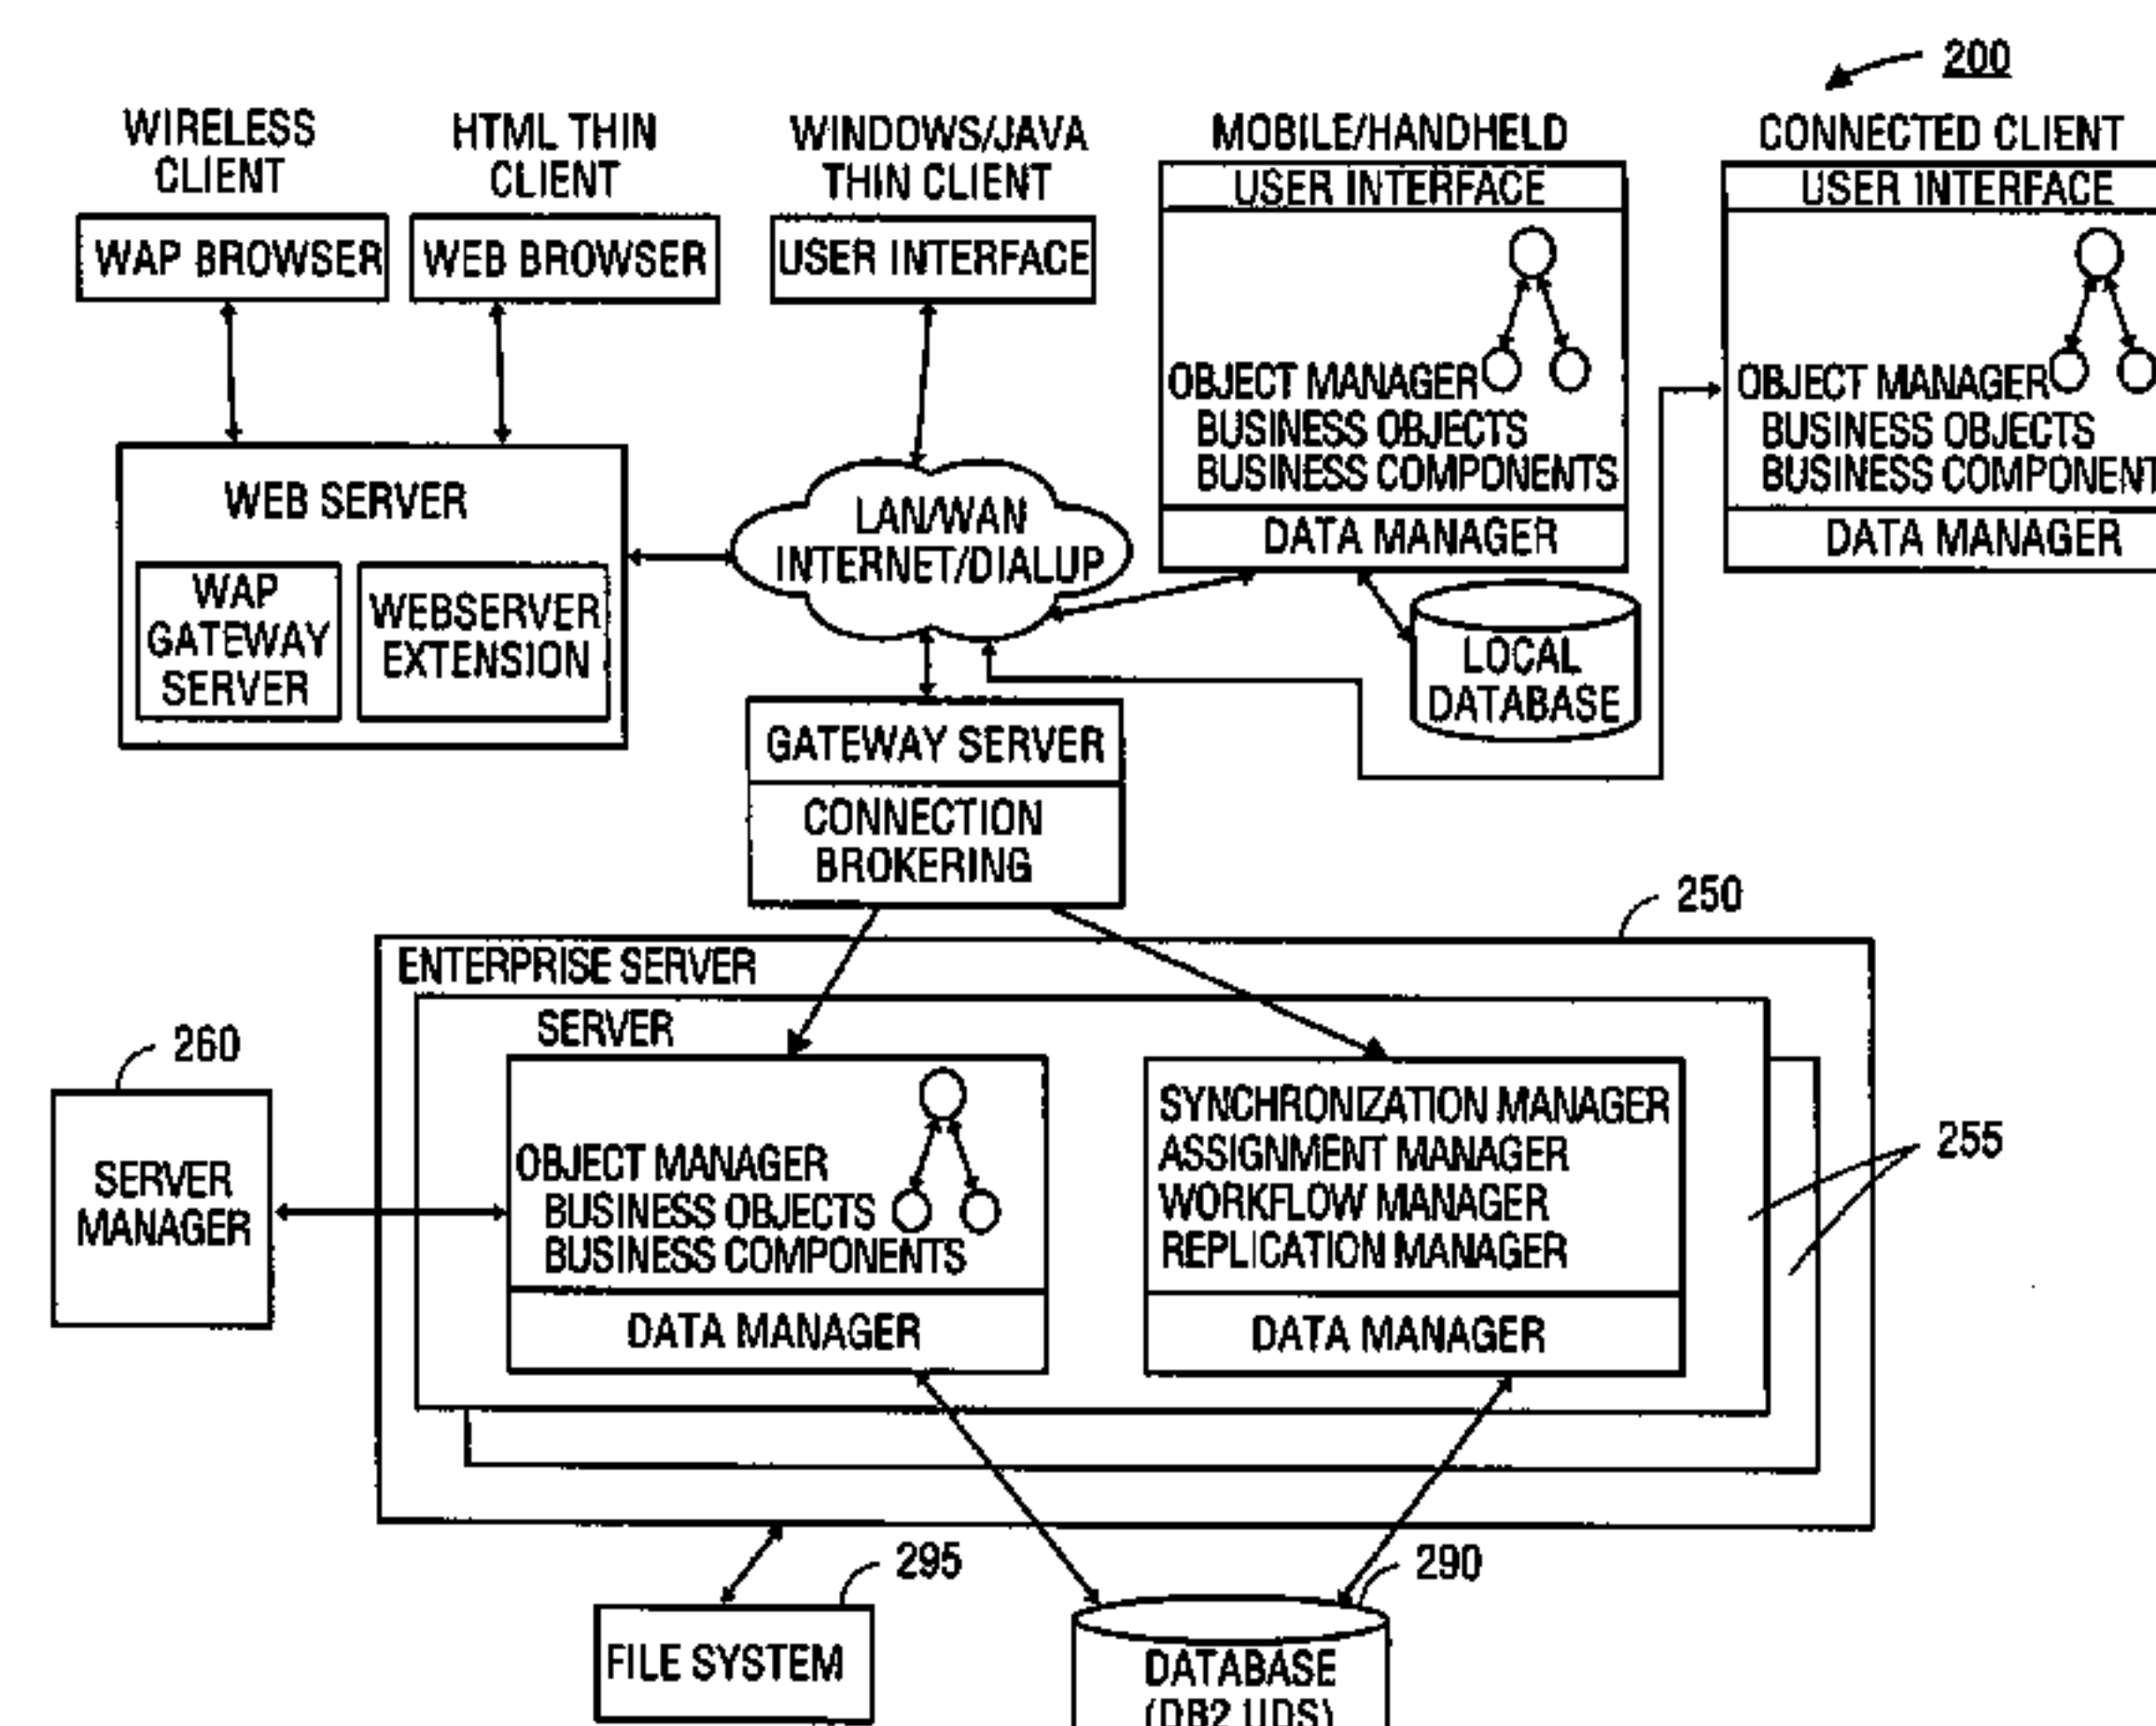 200
WIRELESS
CLIENT
HTML THIN
CLIENT
WINDOWS/JAVA
THIN CLIENT
MOBILE/HANDHELD
CONNECTED CLIENT
WAP BROWSER
WEB BROWSER
USER INTERFACE
USER INTERFACE
OBJECT MANAGER
BUSINESS OBJECTS
BUSINESS COMPONENTS
DATA MANAGER
USER INTERFACE
OBJECT MANAGER
BUSINESS OBJECTS
BUSINESS COMPONENT
DATA MANAGER
WEB SERVER
WAP
GATEWAY
SERVER
WEBSERVER
EXTENSION
LAN/WAN
INTERNET/DIALUP
LOCAL
DATABASE
GATEWAY SERVER
CONNECTION
BROKERING
250
ENTERPRISE SERVER
SERVER
260
SERVER
MANAGER
OBJECT MANAGER
BUSINESS OBJECTS
BUSINESS COMPONENTS
DATA MANAGER
SYNCHRONIZATION MANAGER
ASSIGNMENT MANAGER
WORKFLOW MANAGER
REPLICATION MANAGER
DATA MANAGER
255
295
FILE SYSTEM
290
DATABASE
(DB2 UDS)